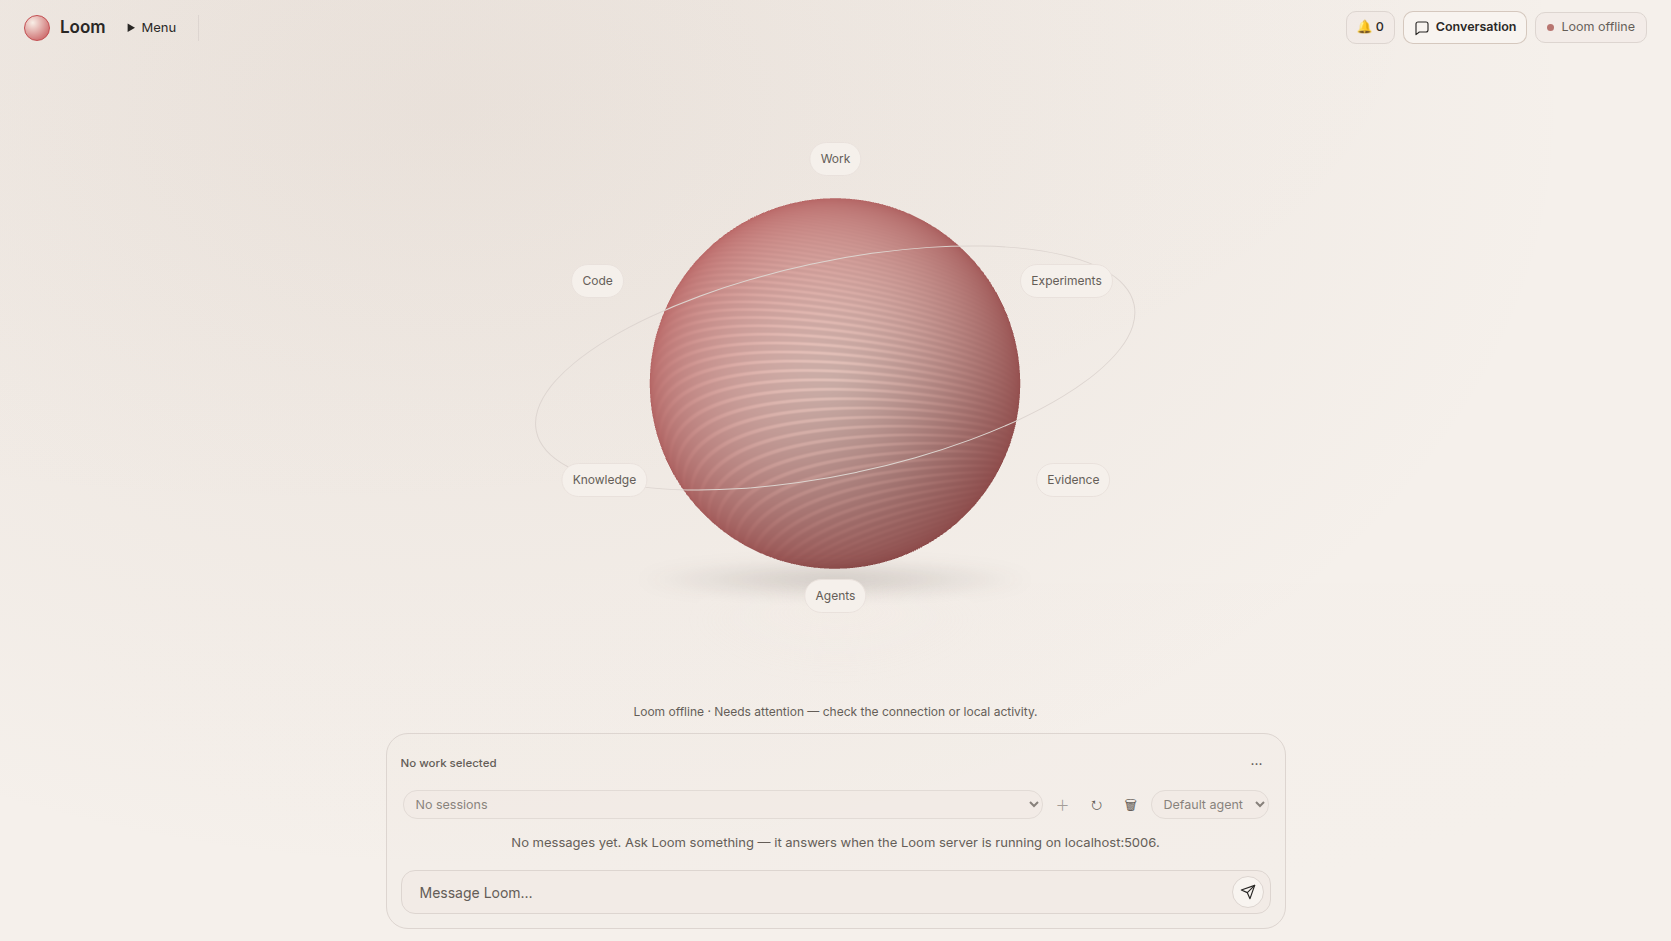 Loom
Menu
0
Conversation
Loom offline
Work
Code
Experiments
Knowledge
Evidence
Agents
Loom offline · Needs attention — check the connection or local activity.
No work selected
...
No sessions
Default agent
No messages yet. Ask Loom something — it answers when the Loom server is running on localhost:5006.
Message Loom...